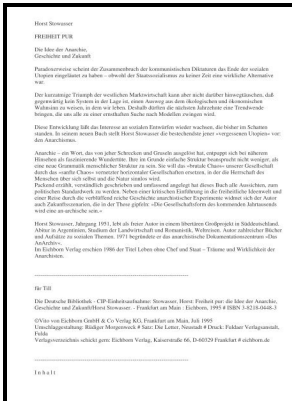 Horst Stowasser
FREIHEIT PUR
Die Idee der Anarchie,
Geschichte und Zukunft
Paradoxerweise scheint der Zusammenbruch der kommunistischen Diktaturen das Ende der sozialen
Utopien eingeläutet zu haben – obwohl der Staatssozialismus zu keiner Zeit eine wirkliche Alternative
war.
Der kurzatmige Triumph der westlichen Marktwirtschaft kann aber nicht darüber hinwegtäuschen, daß
gegenwärtig kein System in der Lage ist, einen Ausweg aus dem ökologischen und ökonomischen
Wahnsinn zu weisen, in dem wir leben. Deshalb dürften die nächsten Jahrzehnte eine Trendwende
bringen, die uns alle zu einer ernsthaften Suche nach Modellen zwingen wird.
Diese Entwicklung läßt das Interesse an sozialen Entwürfen wieder wachsen, die bisher im Schatten
standen. In seinem neuen Buch stellt Horst Stowasser die bestechendste jener «vergessenen Utopien» vor:
den Anarchismus.
Anarchie – ein Wort, das von jeher Schrecken und Gruseln ausgelöst hat, entpuppt sich bei näherem
Hinsehen als faszinierende Wundertüte. Ihre im Grunde einfache Struktur beansprucht nicht weniger, als
eine neue Grammatik menschlicher Struktur zu sein. Sie will das «brutale Chaos» unserer Gesellschaft
durch das «sanfte Chaos» vernetzter horizontaler Gesellschaften ersetzen, in der die Herrschaft des
Menschen über sich selbst und die Natur sinnlos wird.
Packend erzählt, verständlich geschrieben und umfassend angelegt hat dieses Buch alle Aussichten, zum
politischen Standardwerk zu werden. Neben einer kritischen Einführung in die freiheitliche Ideenwelt und
einer Reise durch die verblüffend reiche Geschichte anarchistischer Experimente widmet sich der Autor
auch Zukunftsszenarien, die in der These gipfeln: «Die Gesellschaftsform des kommenden Jahrtausends
wird eine an-archische sein.»
Horst Stowasser, Jahrgang 1951, lebt als freier Autor in einem libertären Großprojekt in Süddeutschland.
Abitur in Argentinien, Studium der Landwirtschaft und Romanistik, Weltreisen. Autor zahlreicher Bücher
und Aufsätze zu sozialen Themen. 1971 begründete er das anarchistische Dokumentationszentrum «Das
AnArchiv».
Im Eichborn Verlag erschien 1986 der Titel Leben ohne Chef und Staat – Träume und Wirklichkeit der
Anarchisten.
für Till
Die Deutsche Bibliothek - CIP-Einheitsaufnahme: Stowasser, Horst: Freiheit pur: die Idee der Anarchie,
Geschichte und Zukunft/Horst Stowasser. - Frankfurt am Main : Eichborn, 1995 # ISBN 3-8218-0448-3
©Vito von Eichborn GmbH & Co Verlag KG, Frankfurt am Main, Juli 1995
Umschlaggestaltung: Rüdiger Morgenweck # Satz: Die Letter, Neustadt # Druck: Fuldaer Verlagsanstalt,
Fulda
Verlagsverzeichnis schickt gern: Eichborn Verlag, Kaiserstraße 66, D-60329 Frankfurt # eichborn.de
I n h a l t